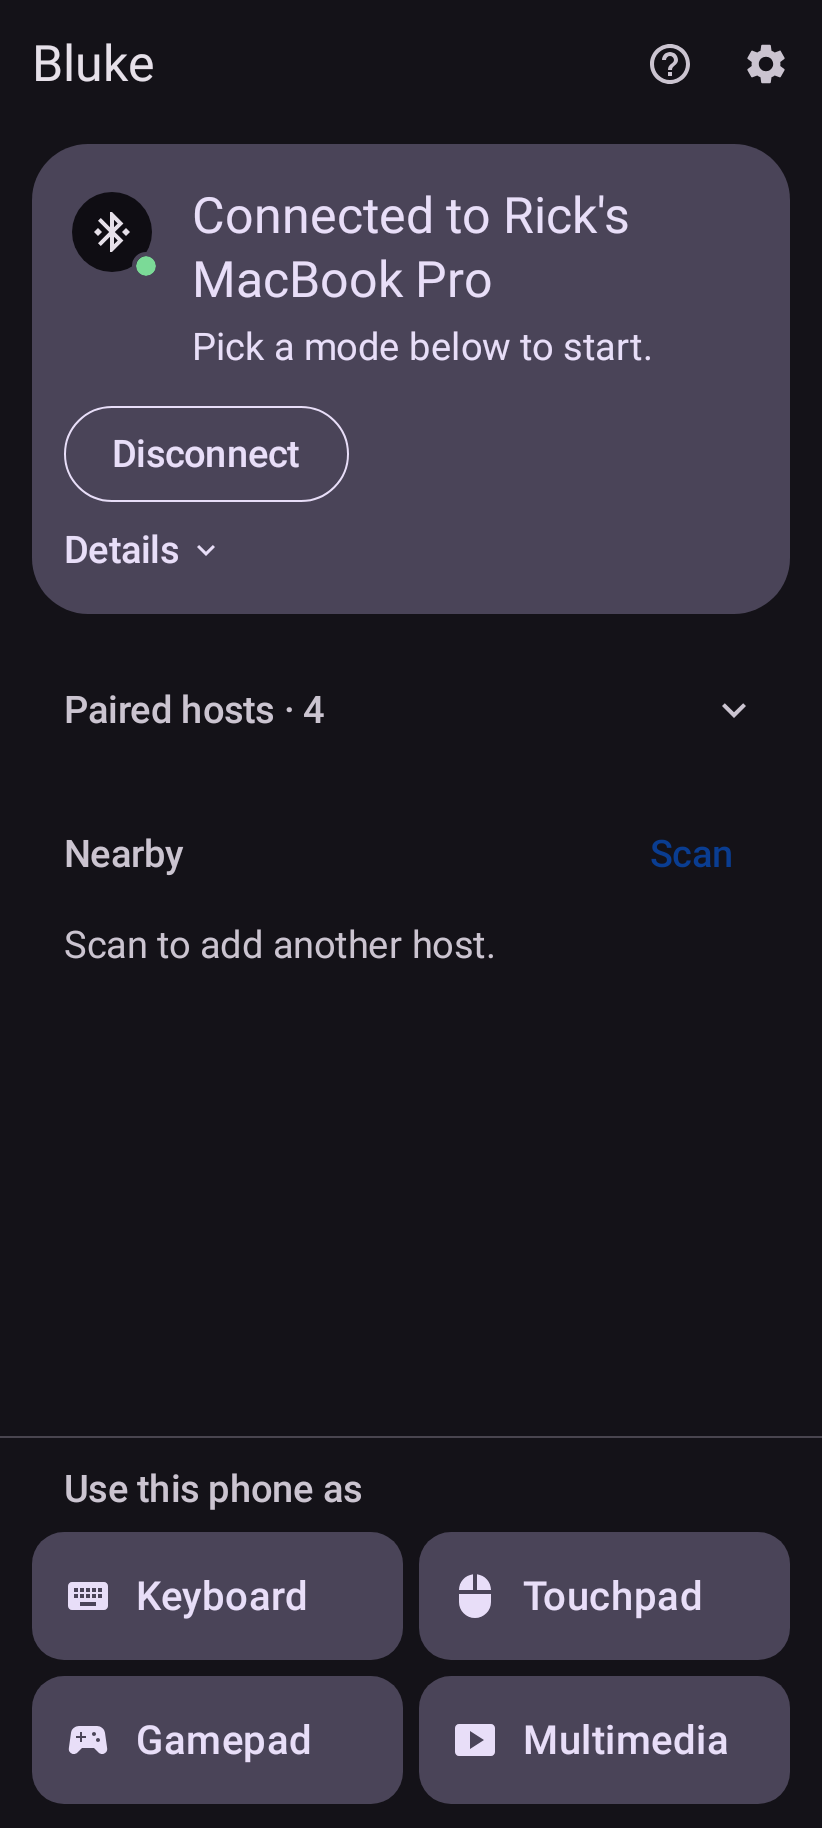 Bluke
Connected to Rick's
MacBook Pro
Pick a mode below to start.
Disconnect
Details
Paired hosts · 4
Nearby
Scan
Scan to add another host.
Use this phone as
Keyboard
Touchpad
Gamepad
Multimedia